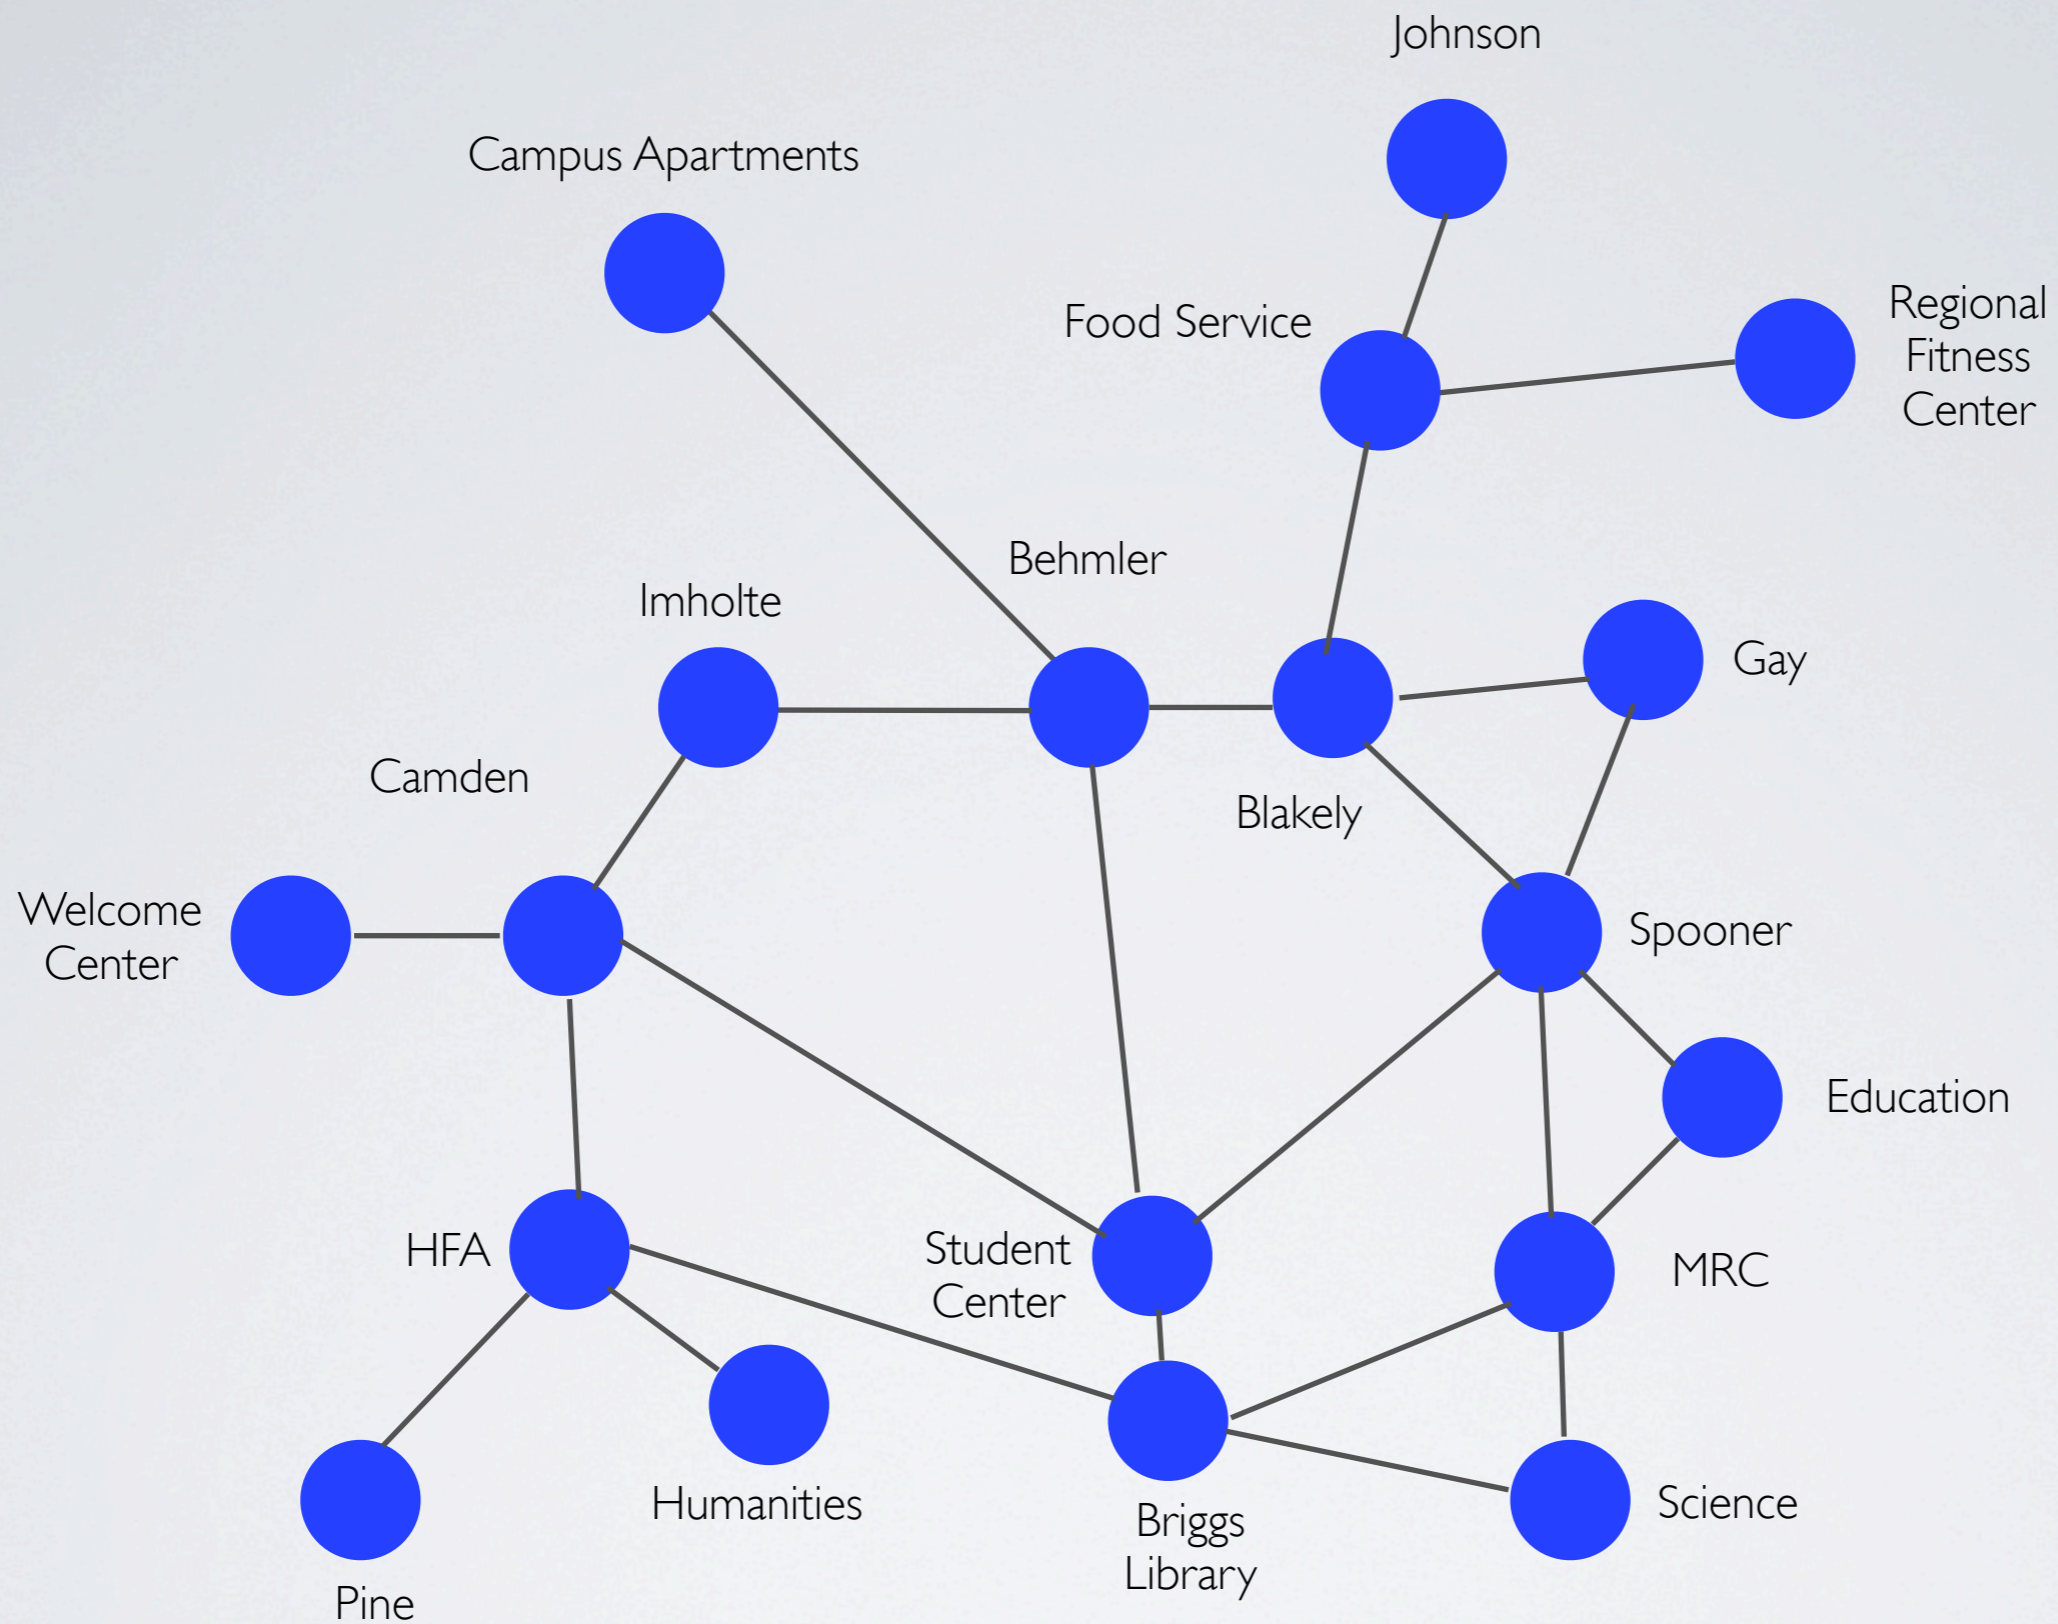 Johnson
Campus Apartments
Food Service
Regional
Fitness
Center
Behmler
Imholte
Gay
Camden
Blakely
Welcome
Center
Spooner
Education
HFA
Student
Center
MRC
Humanities
Briggs
Library
Science
Pine